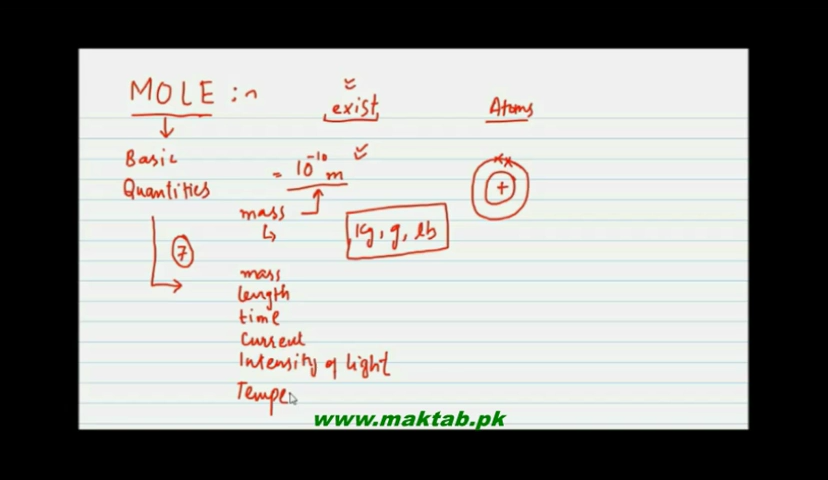 MOLE :~
exist
Atoms
Basic
Quantities
= 10⁻¹⁰ m
+
mass
kg, g, lb
7
mass
length
time
Current
Intensity of light
Tempe
www.maktab.pk